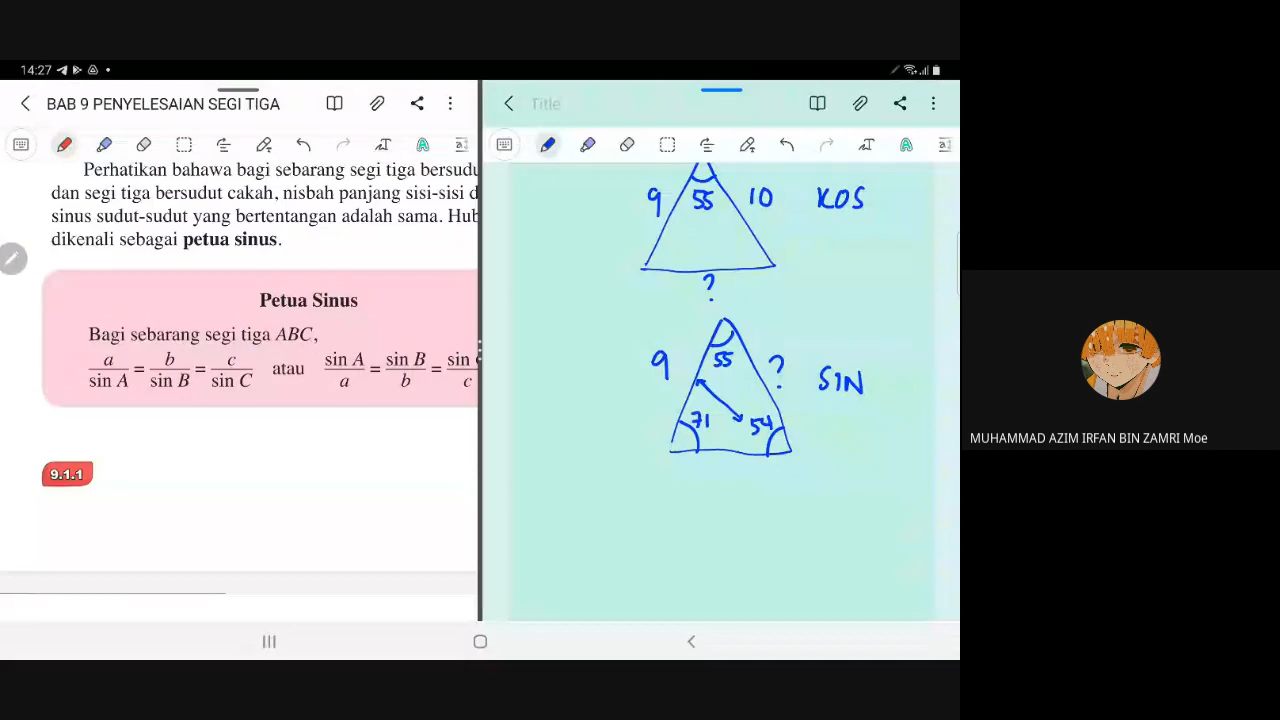 14:27
BAB 9 PENYELESAIAN SEGI TIGA
Perhatikan bahawa bagi sebarang segi tiga bersudu
dan segi tiga bersudut cakah, nisbah panjang sisi-sisi d
sinus sudut-sudut yang bertentangan adalah sama. Hub
dikenali sebagai petua sinus.
Petua Sinus
Bagi sebarang segi tiga ABC,
a/sin A = b/sin B = c/sin C atau sin A/a = sin B/b = sin C/c
9.1.1
Title
9 55 10 KOS
?
9 55 ? SIN
71 54
MUHAMMAD AZIM IRFAN BIN ZAMRI Moe